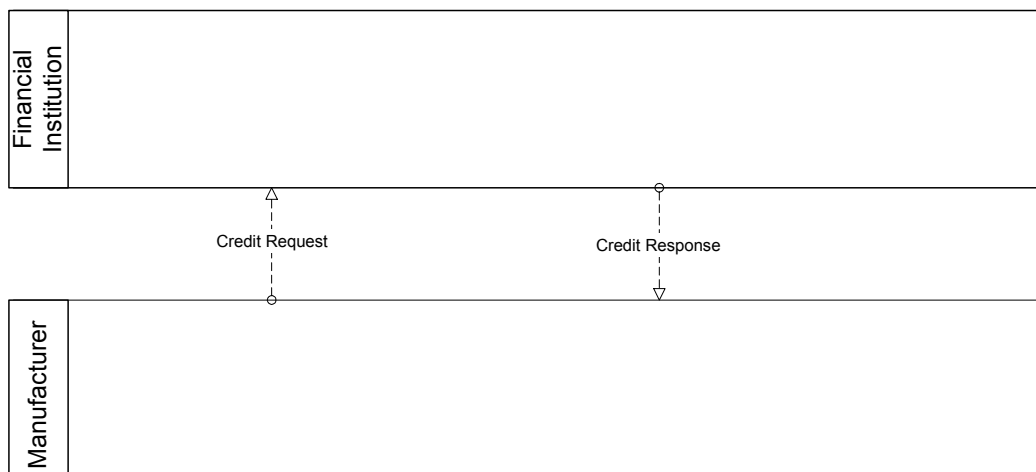 Financial
Institution
Credit Request
Credit Response
Manufacturer